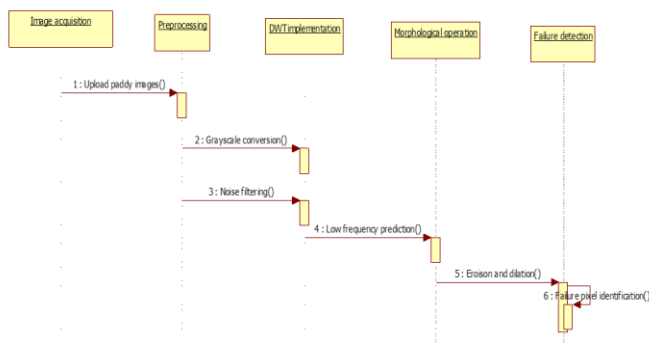 Image acquisition
Preprocessing
DWTimplementation
Morphological operation
Failure detection
1 : Upload paddy images()
2 : Grayscale conversion()
3 : Noise filtering()
4 : Low frequency prediction()
5 : Eroison and dilation()
6 : Failure pixel identification()